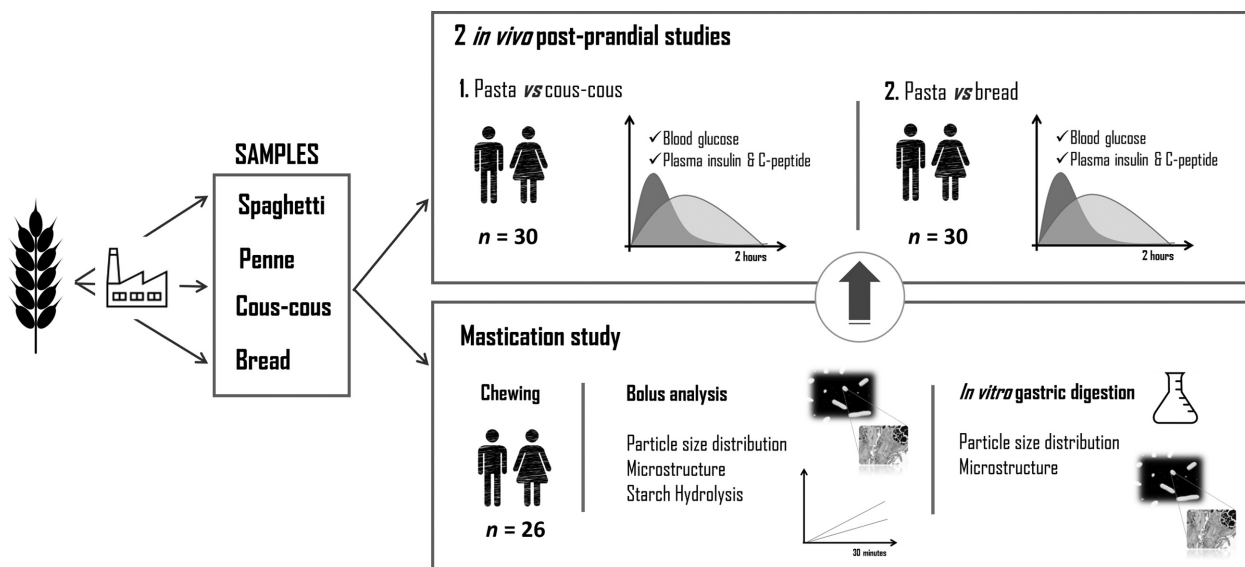 SAMPLES
Spaghetti
Penne
Cous-cous
Bread
2 in vivo post-prandial studies
1. Pasta vs cous-cous
n = 30
✓ Blood glucose
✓ Plasma insulin & C-peptide
2 hours
2. Pasta vs bread
n = 30
✓ Blood glucose
✓ Plasma insulin & C-peptide
2 hours
Mastication study
Chewing
n = 26
Bolus analysis
Particle size distribution
Microstructure
Starch Hydrolysis
30 minutes
In vitro gastric digestion
Particle size distribution
Microstructure